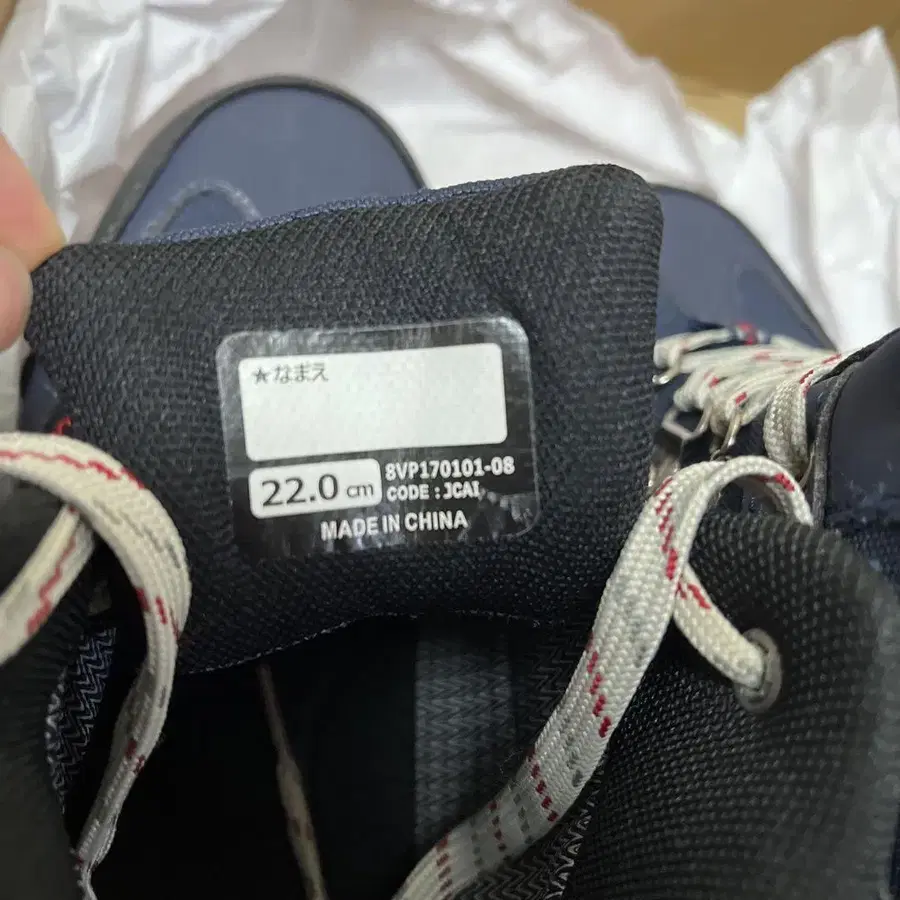 ★なまえ
22.0 cm
8VP170101-08
CODE : JCAI
MADE IN CHINA